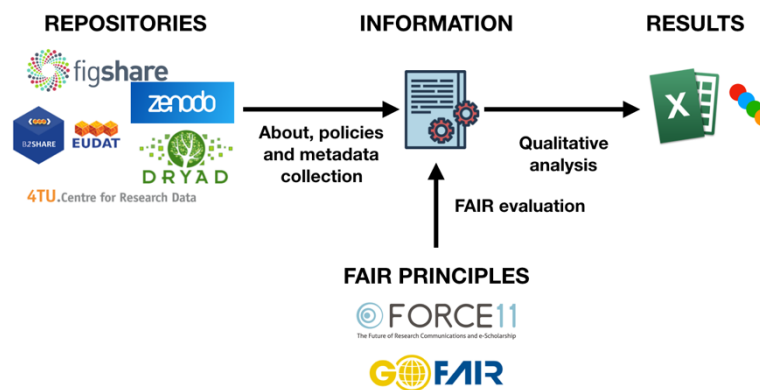 REPOSITORIES
INFORMATION
RESULTS
figshare
zenodo
B2SHARE
EUDAT
DRYAD
4TU.Centre for Research Data
About, policies
and metadata
collection
X
Qualitative
analysis
FAIR evaluation
FAIR PRINCIPLES
FORCE11
The Future of Research Communications and e-Scholarship
GO FAIR